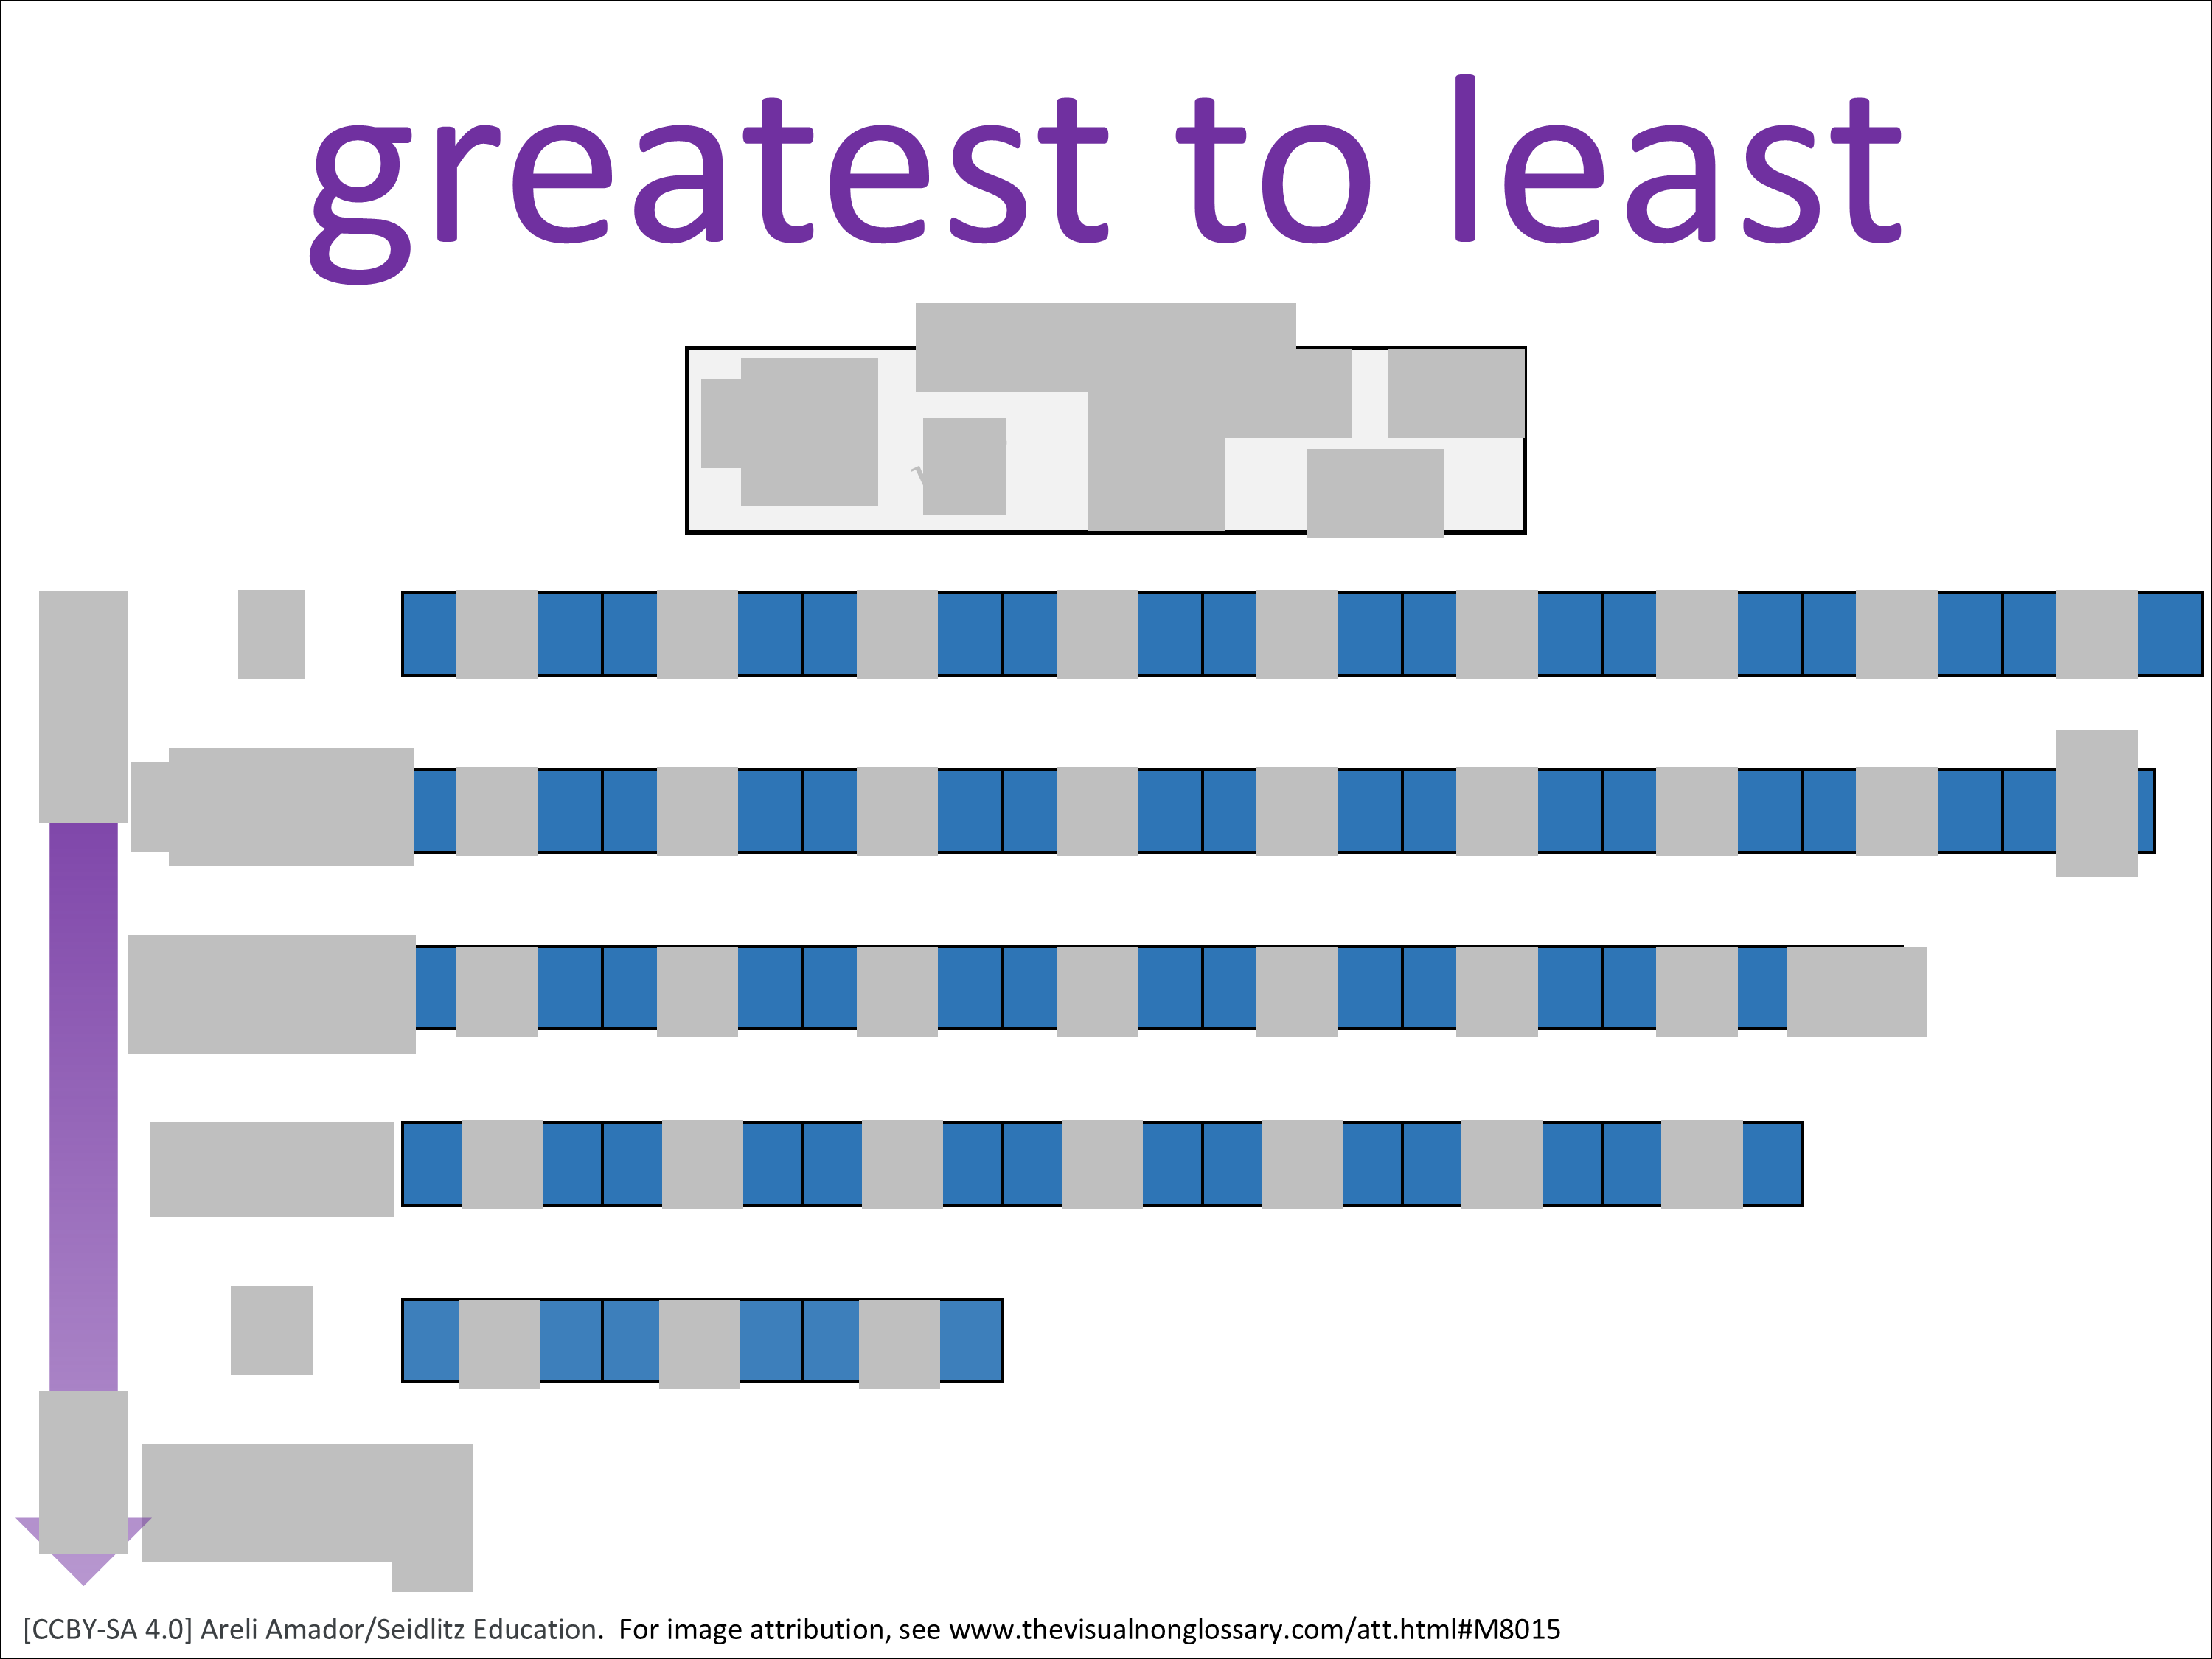 greatest to least
[CCBY-SA 4.0] Areli Amador/Seidlitz Education.  For image attribution, see www.thevisualnonglossary.com/att.html#M8015